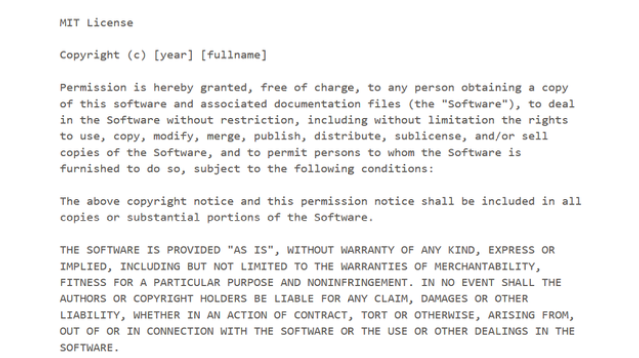 MIT License
Copyright (c) [year] [fullname]
Permission is hereby granted, free of charge, to any person obtaining a copy
of this software and associated documentation files (the "Software"), to deal
in the Software without restriction, including without limitation the rights
to use, copy, modify, merge, publish, distribute, sublicense, and/or sell
copies of the Software, and to permit persons to whom the Software is
furnished to do so, subject to the following conditions:
The above copyright notice and this permission notice shall be included in all
copies or substantial portions of the Software.
THE SOFTWARE IS PROVIDED "AS IS", WITHOUT WARRANTY OF ANY KIND, EXPRESS OR
IMPLIED, INCLUDING BUT NOT LIMITED TO THE WARRANTIES OF MERCHANTABILITY,
FITNESS FOR A PARTICULAR PURPOSE AND NONINFRINGEMENT. IN NO EVENT SHALL THE
AUTHORS OR COPYRIGHT HOLDERS BE LIABLE FOR ANY CLAIM, DAMAGES OR OTHER
LIABILITY, WHETHER IN AN ACTION OF CONTRACT, TORT OR OTHERWISE, ARISING FROM,
OUT OF OR IN CONNECTION WITH THE SOFTWARE OR THE USE OR OTHER DEALINGS IN THE
SOFTWARE.